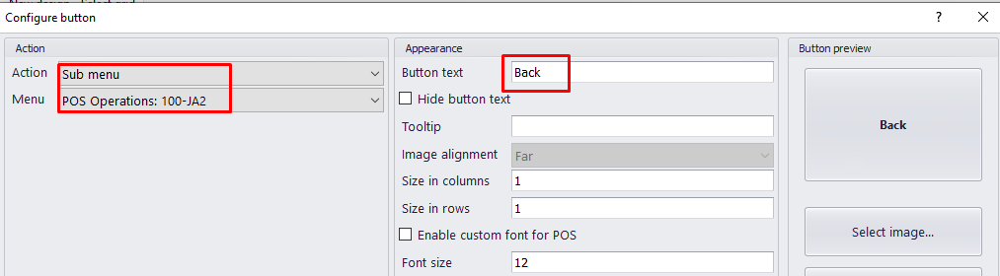 Configure button
?
Action
Action
Sub menu
Menu
POS Operations: 100-JA2
Appearance
Button text
Back
Hide button text
Tooltip
Image alignment
Far
Size in columns
1
Size in rows
1
Enable custom font for POS
Font size
12
Button preview
Back
Select image...